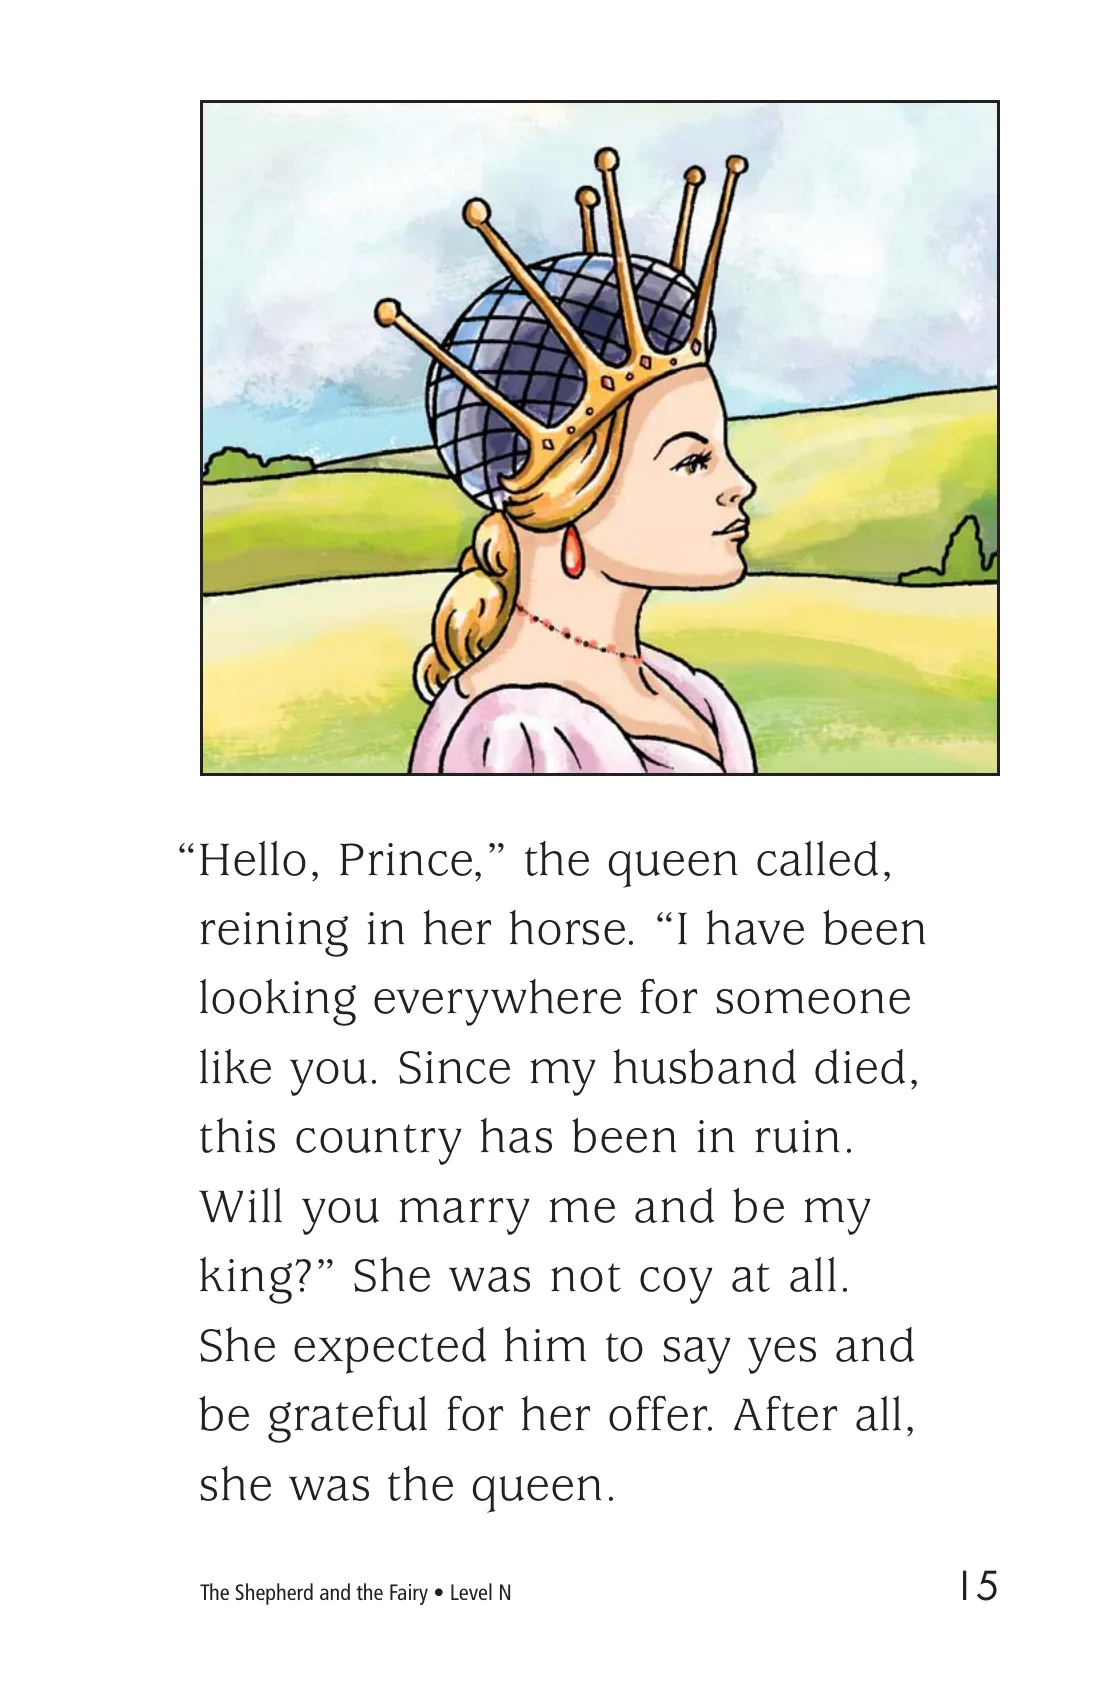 “Hello, Prince,” the queen called,
reining in her horse. “I have been
looking everywhere for someone
like you. Since my husband died,
this country has been in ruin.
Will you marry me and be my
king?” She was not coy at all.
She expected him to say yes and
be grateful for her offer. After all,
she was the queen.
The Shepherd and the Fairy • Level N
15